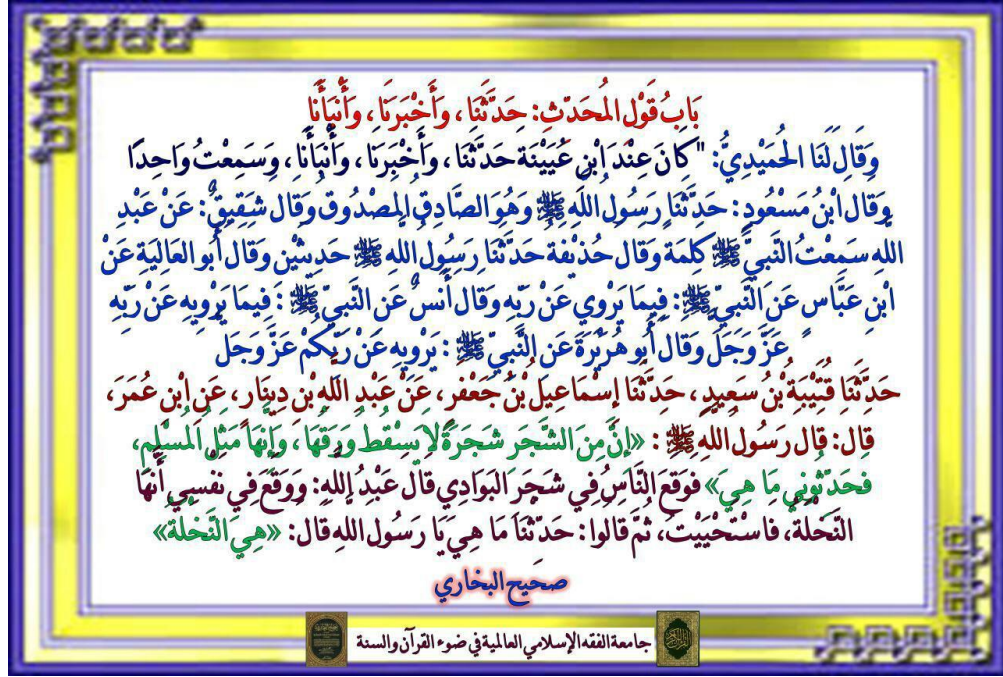 بَابُ قَوْلِ المُحَدِّثِ: حَدَّثَنَا، وَأَخْبَرَنَا، وَأَنْبَأَنَا
وَقَالَ لَنَا الحُمَيْدِيُّ: "كَانَ عِنْدَ ابْنِ عُيَيْنَةَ حَدَّثَنَا، وَأَخْبَرَنَا، وَأَنْبَأَنَا، وَسَمِعْتُ وَاحِدًا
وَقَالَ ابْنُ مَسْعُودٍ: حَدَّثَنَا رَسُولُ اللَّهِ ﷺ وَهُوَ الصَّادِقُ المَصْدُوقُ وَقَالَ شَقِيقٌ: عَنْ عَبْدِ
اللَّهِ سَمِعْتُ النَّبِيَّ ﷺ كَلِمَةً وَقَالَ حُذَيْفَةُ حَدَّثَنَا رَسُولُ اللَّهِ ﷺ حَدِيثَيْنِ وَقَالَ أَبُو العَالِيَةِ عَنْ
ابْنِ عَبَّاسٍ عَنِ النَّبِيِّ ﷺ: فِيمَا يَرْوِي عَنْ رَبِّهِ وَقَالَ أَنَسٌ عَنِ النَّبِيِّ ﷺ: فِيمَا يَرْوِيهِ عَنْ رَبِّهِ
عَزَّ وَجَلَّ وَقَالَ أَبُو هُرَيْرَةَ عَنِ النَّبِيِّ ﷺ: يَرْوِيهِ عَنْ رَبِّكُمْ عَزَّ وَجَلَّ
حَدَّثَنَا قُتَيْبَةُ بْنُ سَعِيدٍ، حَدَّثَنَا إِسْمَاعِيلُ بْنُ جَعْفَرٍ، عَنْ عَبْدِ اللَّهِ بْنِ دِينَارٍ، عَنِ ابْنِ عُمَرَ،
قَالَ: قَالَ رَسُولُ اللَّهِ ﷺ: «إِنَّ مِنَ الشَّجَرِ شَجَرَةً لاَ يَسْقُطُ وَرَقُهَا، وَإِنَّهَا مَثَلُ المُسْلِمِ،
فَحَدِّثُونِي مَا هِيَ» فَوَقَعَ النَّاسُ فِي شَجَرِ البَوَادِي قَالَ عَبْدُ اللَّهِ: وَوَقَعَ فِي نَفْسِي أَنَّهَا
النَّخْلَةُ، فَاسْتَحْيَيْتُ، ثُمَّ قَالُوا: حَدِّثْنَا مَا هِيَ يَا رَسُولَ اللَّهِ قَالَ: «هِيَ النَّخْلَةُ»
صحيح البخاري
جامعة الفقه الإسلامي العالمية في ضوء القرآن والسنة